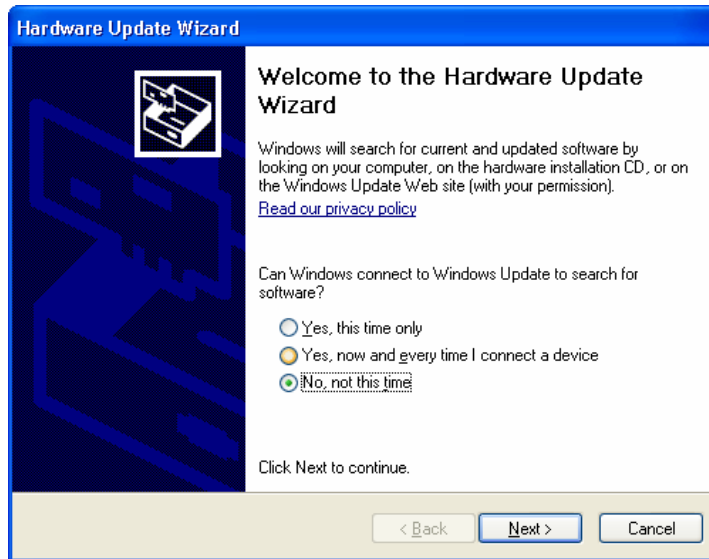 Hardware Update Wizard
Welcome to the Hardware Update
Wizard
Windows will search for current and updated software by
looking on your computer, on the hardware installation CD, or on
the Windows Update Web site (with your permission).
Read our privacy policy
Can Windows connect to Windows Update to search for
software?
Yes, this time only
Yes, now and every time I connect a device
No, not this time
Click Next to continue.
< Back
Next >
Cancel